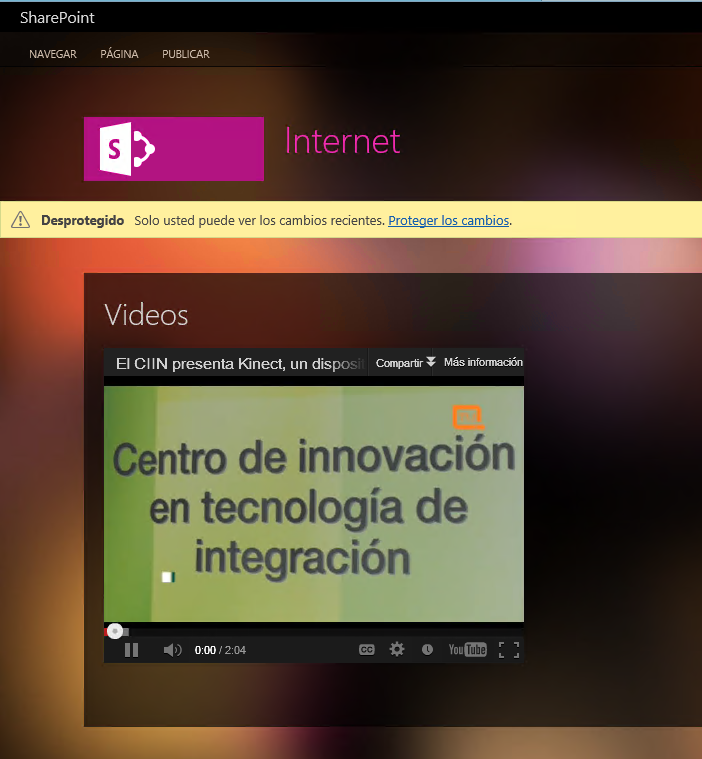 SharePoint
NAVEGAR PÁGINA PUBLICAR
S
Internet
Desprotegido Solo usted puede ver los cambios recientes. Proteger los cambios.
Videos
El CIIN presenta Kinect, un disposi Compartir Más información
Centro de innovación
en tecnología de
integración
0:00 / 2:04 CC YouTube